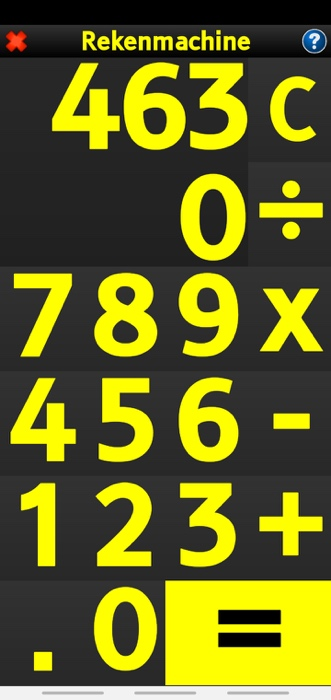 Rekenmachine ?
463 C
0 ÷
7 8 9 x
4 5 6 -
1 2 3 +
. 0 =